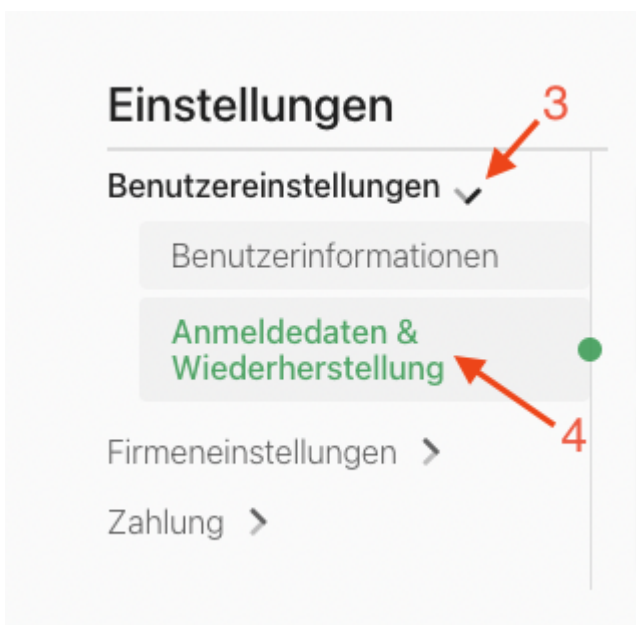 Einstellungen
3
Benutzereinstellungen
Benutzerinformationen
Anmeldedaten &
Wiederherstellung
4
Firmeneinstellungen
Zahlung